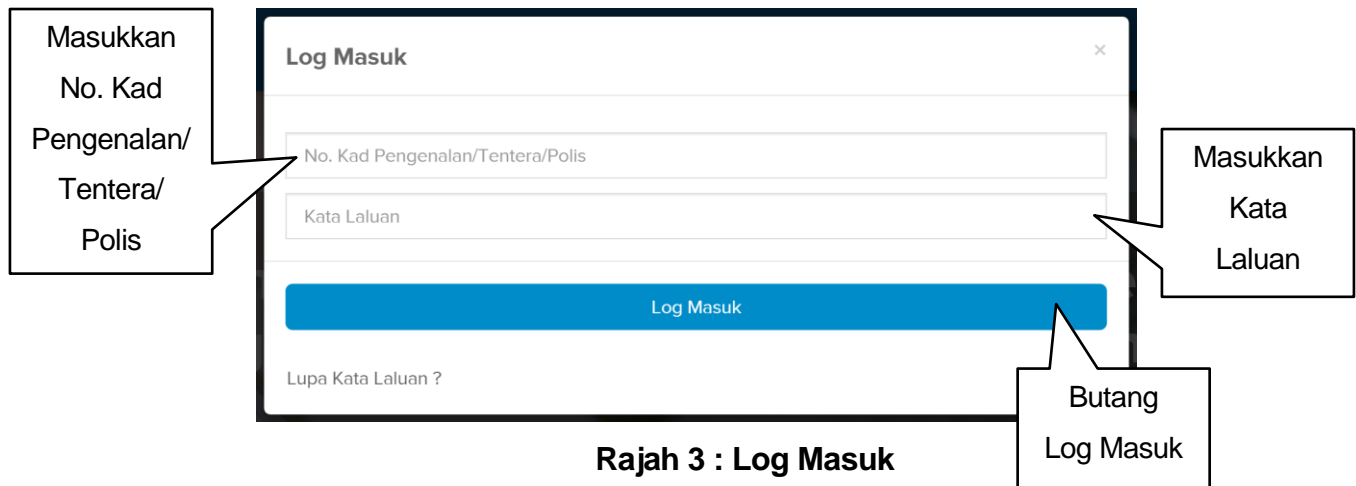 Masukkan
No. Kad
Pengenalan/
Tentera/
Polis
Log Masuk
×
No. Kad Pengenalan/Tentera/Polis
Kata Laluan
Log Masuk
Lupa Kata Laluan ?
Masukkan
Kata
Laluan
Butang
Log Masuk
Rajah 3 : Log Masuk